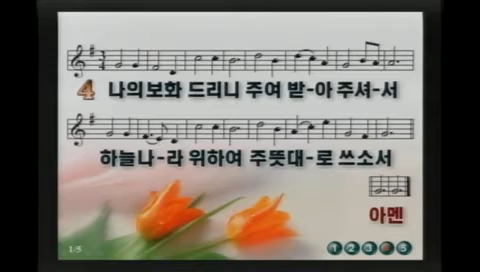 4 나의보화 드리니 주여 받-아 주셔-서
하늘나-라 위하여 주뜻대-로 쓰소서
아멘
1/5
1 2 3 5